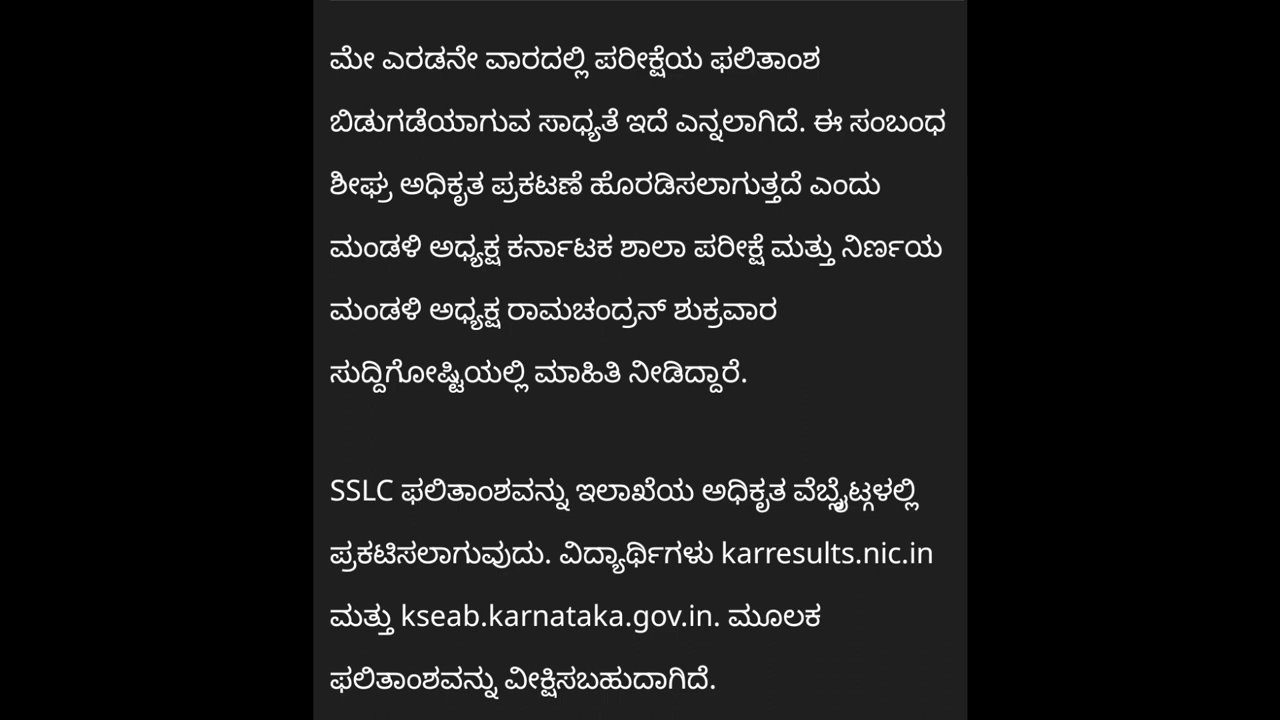 ಮೇ ಎರಡನೇ ವಾರದಲ್ಲಿ ಪರೀಕ್ಷೆಯ ಫಲಿತಾಂಶ
ಬಿಡುಗಡೆಯಾಗುವ ಸಾಧ್ಯತೆ ಇದೆ ಎನ್ನಲಾಗಿದೆ. ಈ ಸಂಬಂಧ
ಶೀಘ್ರ ಅಧಿಕೃತ ಪ್ರಕಟಣೆ ಹೊರಡಿಸಲಾಗುತ್ತದೆ ಎಂದು
ಮಂಡಳಿ ಅಧ್ಯಕ್ಷ ಕರ್ನಾಟಕ ಶಾಲಾ ಪರೀಕ್ಷೆ ಮತ್ತು ನಿರ್ಣಯ
ಮಂಡಳಿ ಅಧ್ಯಕ್ಷ ರಾಮಚಂದ್ರನ್ ಶುಕ್ರವಾರ
ಸುದ್ದಿಗೋಷ್ಟಿಯಲ್ಲಿ ಮಾಹಿತಿ ನೀಡಿದ್ದಾರೆ.
SSLC ಫಲಿತಾಂಶವನ್ನು ಇಲಾಖೆಯ ಅಧಿಕೃತ ವೆಬ್ಸೈಟ್ಗಳಲ್ಲಿ
ಪ್ರಕಟಿಸಲಾಗುವುದು. ವಿದ್ಯಾರ್ಥಿಗಳು karresults.nic.in
ಮತ್ತು kseab.karnataka.gov.in. ಮೂಲಕ
ಫಲಿತಾಂಶವನ್ನು ವೀಕ್ಷಿಸಬಹುದಾಗಿದೆ.